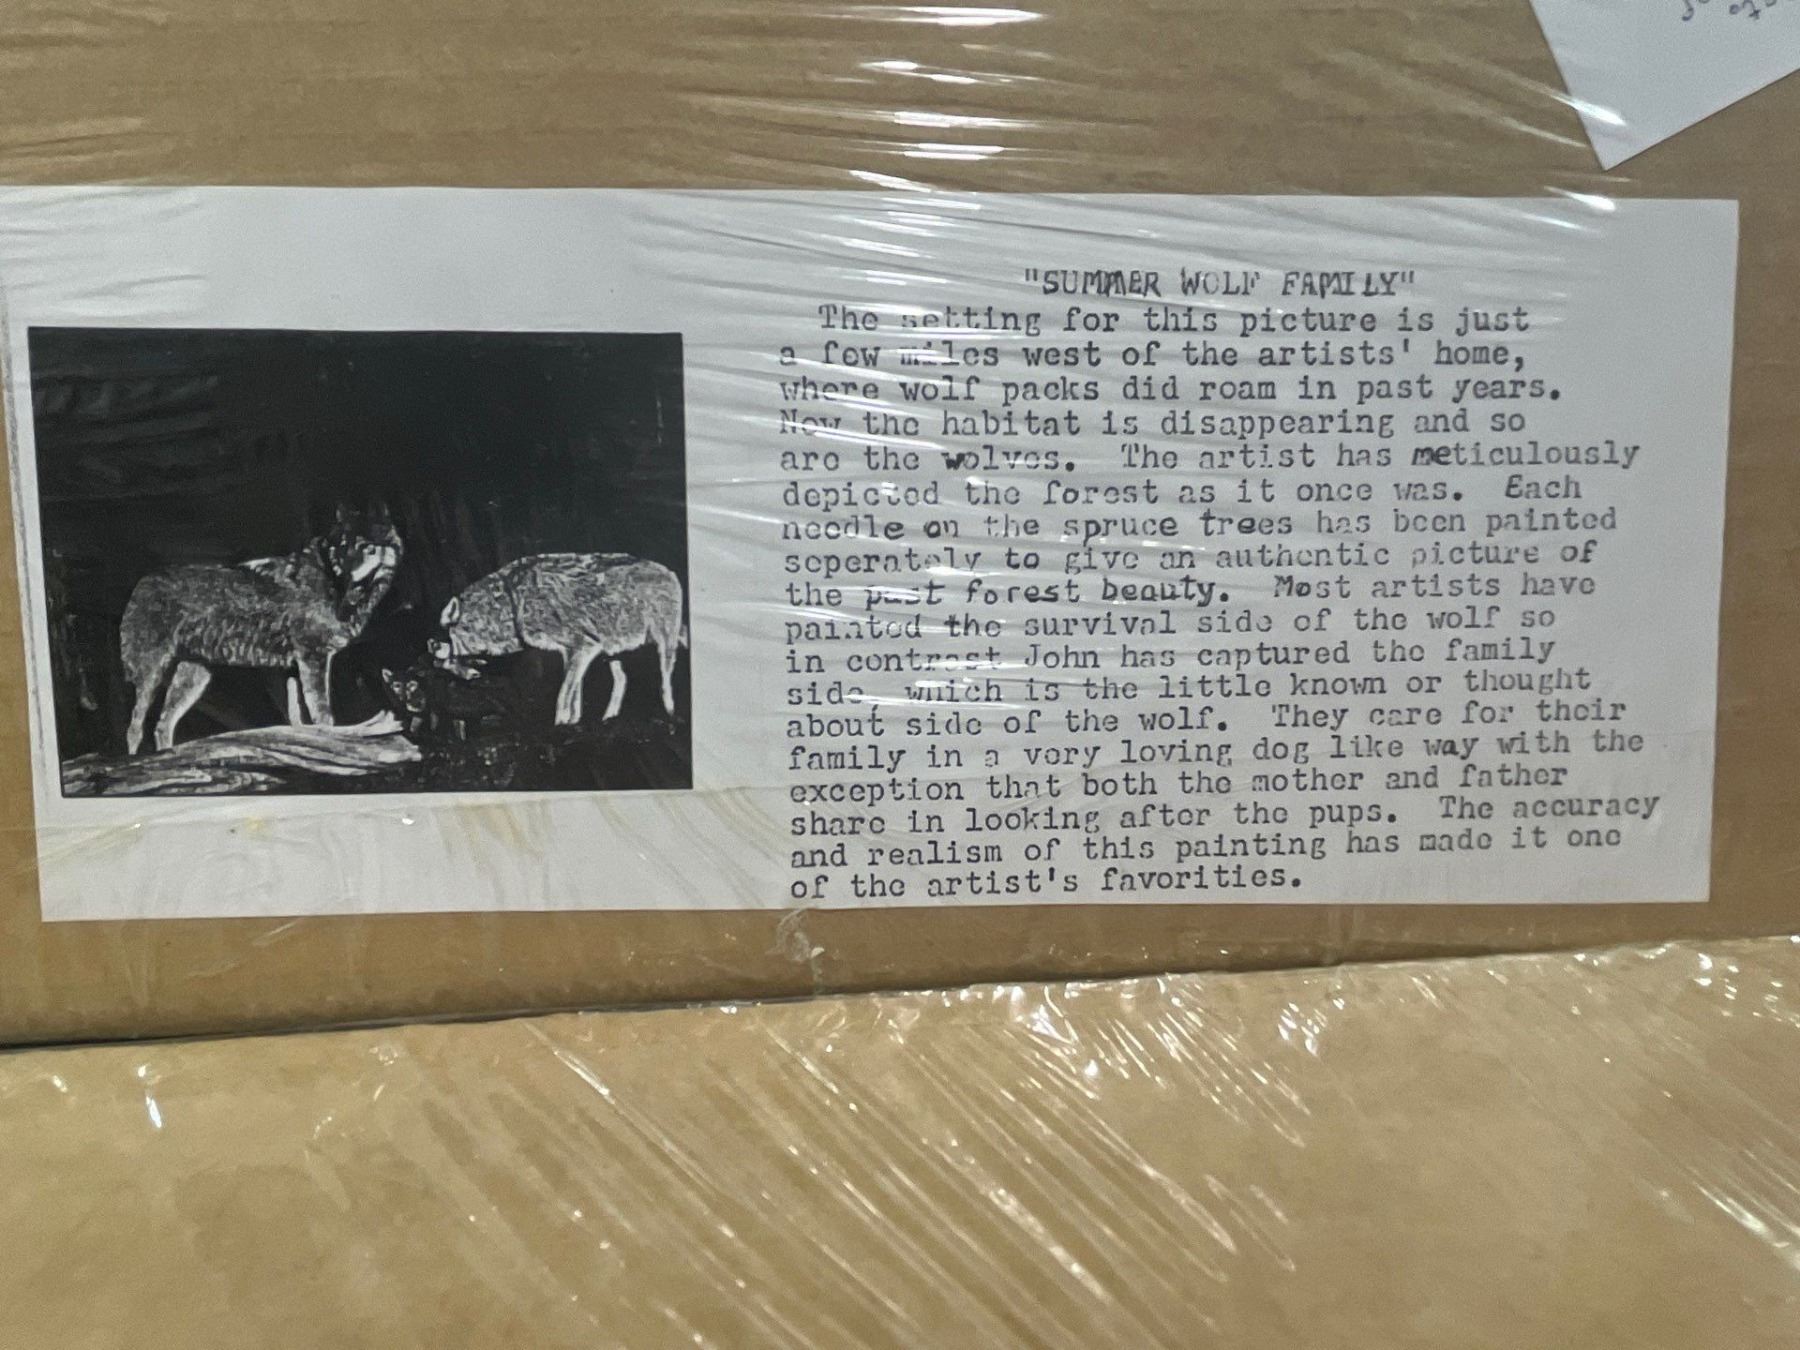 "SUMMER WOLF FAMILY"
The setting for this picture is just
a few miles west of the artists' home,
where wolf packs did roam in past years.
Now the habitat is disappearing and so
are the wolves. The artist has meticulously
depicted the forest as it once was. Each
needle on the spruce trees has been painted
seperately to give an authentic picture of
the past forest beauty. Most artists have
painted the survival side of the wolf so
in contrast John has captured the family
side, which is the little known or thought
about side of the wolf. They care for their
family in a very loving dog like way with the
exception that both the mother and father
share in looking after the pups. The accuracy
and realism of this painting has made it one
of the artist's favorities.